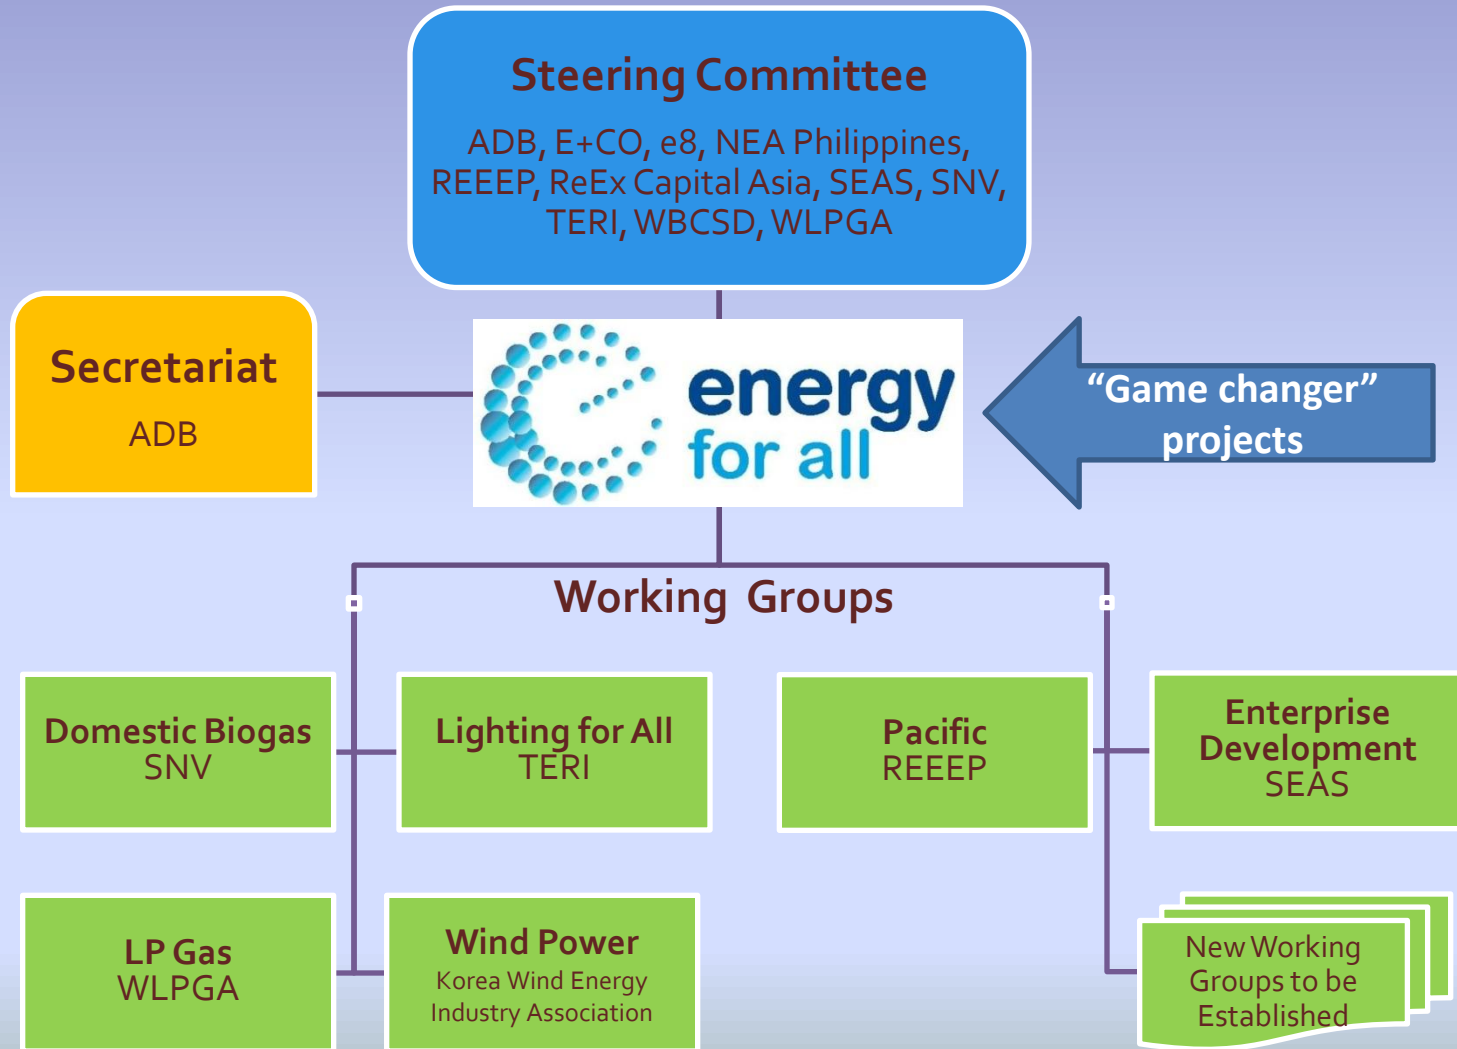 Steering Committee
ADB, E+CO, e8, NEA Philippines,
REEEP, ReEx Capital Asia, SEAS, SNV,
TERI, WBCSD, WLPGA
Secretariat
ADB
energy
for all
“Game changer”
projects
Working Groups
Domestic Biogas
SNV
Lighting for All
TERI
Pacific
REEEP
Enterprise
Development
SEAS
LP Gas
WLPGA
Wind Power
Korea Wind Energy
Industry Association
New Working
Groups to be
Established